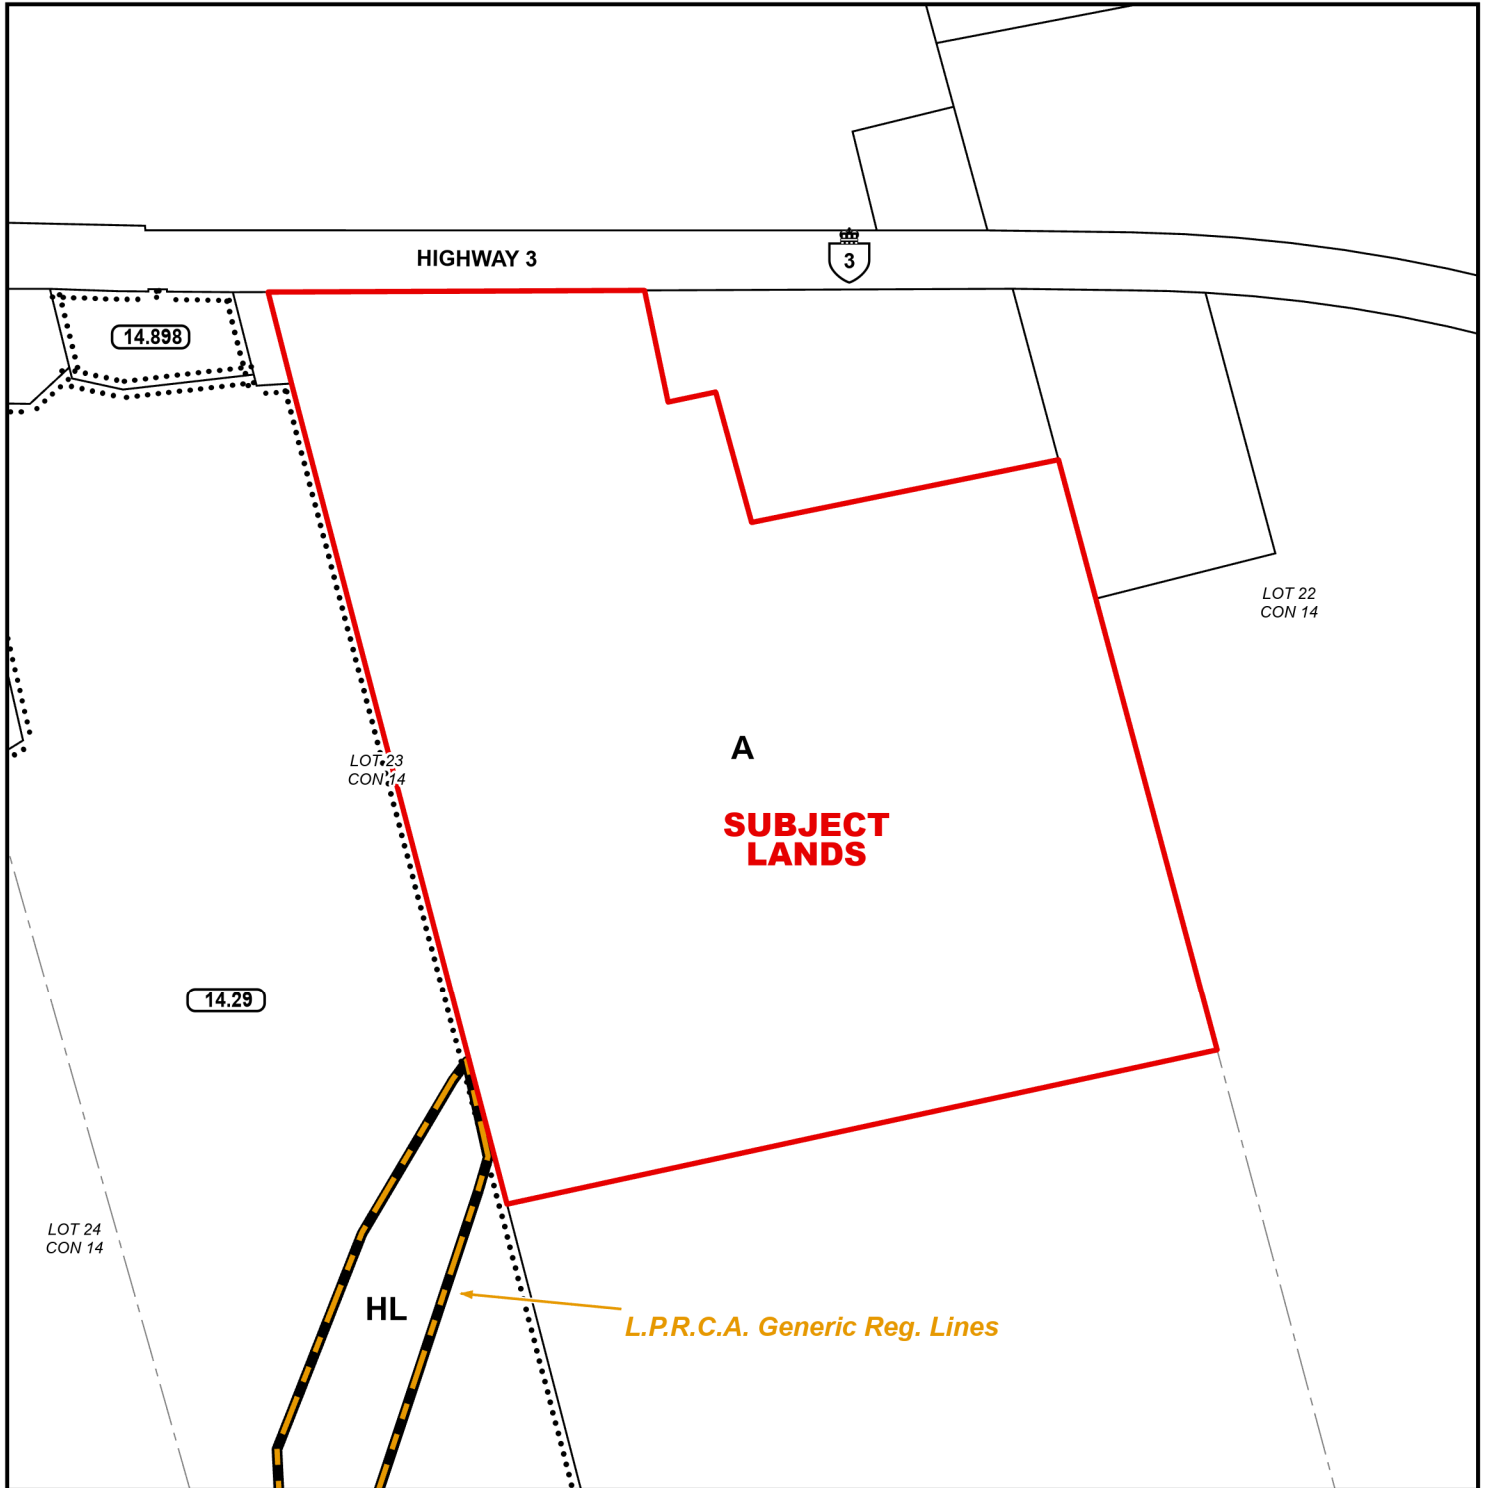 HIGHWAY 3
3
14.898
LOT 22
CON 14
A
LOT 23
CON 14
SUBJECT
LANDS
14.29
LOT 24
CON 14
HL
L.P.R.C.A. Generic Reg. Lines